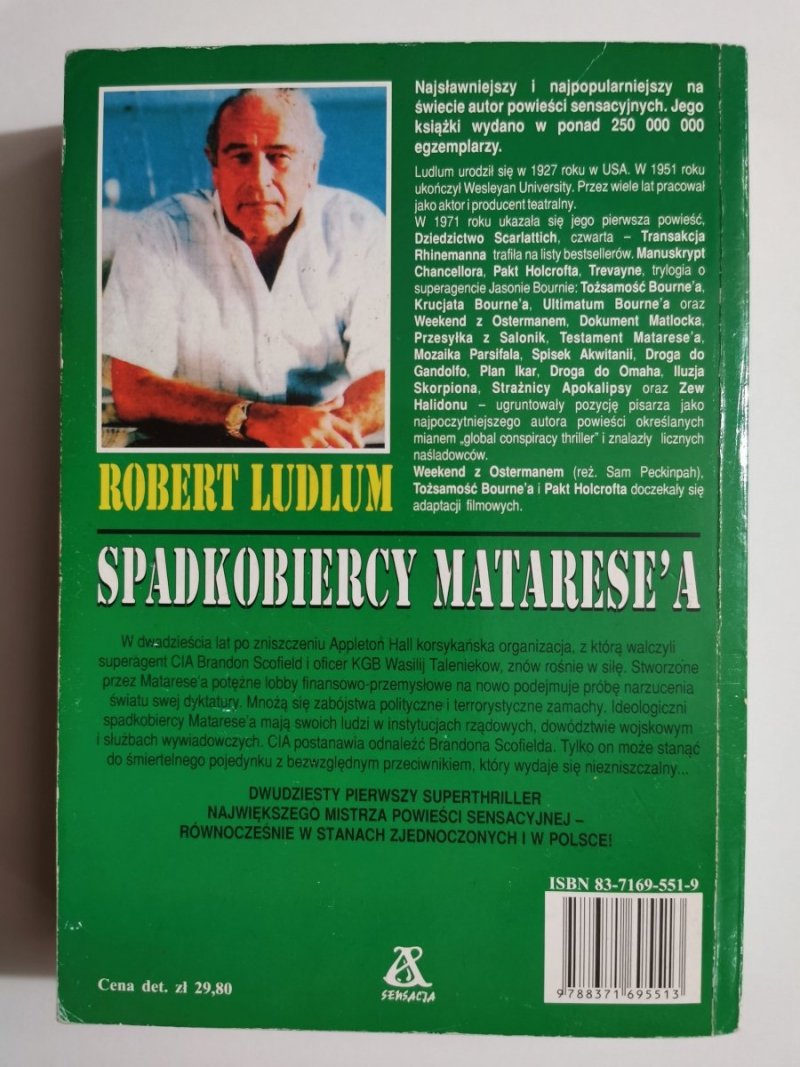 Najsławniejszy i najpopularniejszy na
świecie autor powieści sensacyjnych. Jego
książki wydano w ponad 250 000 000
egzemplarzy.
Ludlum urodził się w 1927 roku w USA. W 1951 roku
ukończył Wesleyan University. Przez wiele lat pracował
jako aktor i producent teatralny.
W 1971 roku ukazała się jego pierwsza powieść,
Dziedzictwo Scarlattich, czwarta – Transakcja
Rhinemanna trafiła na listy bestsellerów. Manuskrypt
Chancellora, Pakt Holcrofta, Trevayne, trylogia o
superagencie Jasonie Bournie: Tożsamość Bourne'a,
Krucjata Bourne'a, Ultimatum Bourne'a oraz
Weekend z Ostermanem, Dokument Matlocka,
Przesyłka z Salonik, Testament Matarese'a,
Mozaika Parsifala, Spisek Akwitanii, Droga do
Gandolfo, Plan Ikar, Droga do Omaha, Iluzja
Skorpiona, Strażnicy Apokalipsy oraz Zew
Halidonu – ugruntowały pozycję pisarza jako
najpoczytniejszego autora powieści określanych
mianem „global conspiracy thriller" i znalazły licznych
naśladowców.
Weekend z Ostermanem (reż. Sam Peckinpah),
Tożsamość Bourne'a i Pakt Holcrofta doczekały się
adaptacji filmowych.
ROBERT LUDLUM
SPADKOBIERCY MATARESE'A
W dwadzieścia lat po zniszczeniu Appleton Hall korsykańska organizacja, z którą walczyli
superagent CIA Brandon Scofield i oficer KGB Wasilij Taleniekow, znów rośnie w siłę. Stworzone
przez Matarese'a potężne lobby finansowo-przemysłowe na nowo podejmuje próbę narzucenia
światu swej dyktatury. Mnożą się zabójstwa polityczne i terrorystyczne zamachy. Ideologiczni
spadkobiercy Matarese'a mają swoich ludzi w instytucjach rządowych, dowództwie wojskowym
i służbach wywiadowczych. CIA postanawia odnaleźć Brandona Scofielda. Tylko on może stanąć
do śmiertelnego pojedynku z bezwzględnym przeciwnikiem, który wydaje się niezniszczalny...
DWUDZIESTY PIERWSZY SUPERTHRILLER
NAJWIĘKSZEGO MISTRZA POWIEŚCI SENSACYJNEJ –
RÓWNOCZEŚNIE W STANACH ZJEDNOCZONYCH I W POLSCE!
ISBN 83-7169-551-9
9 788371 695513
Cena det. zł 29,80
SENSACJA